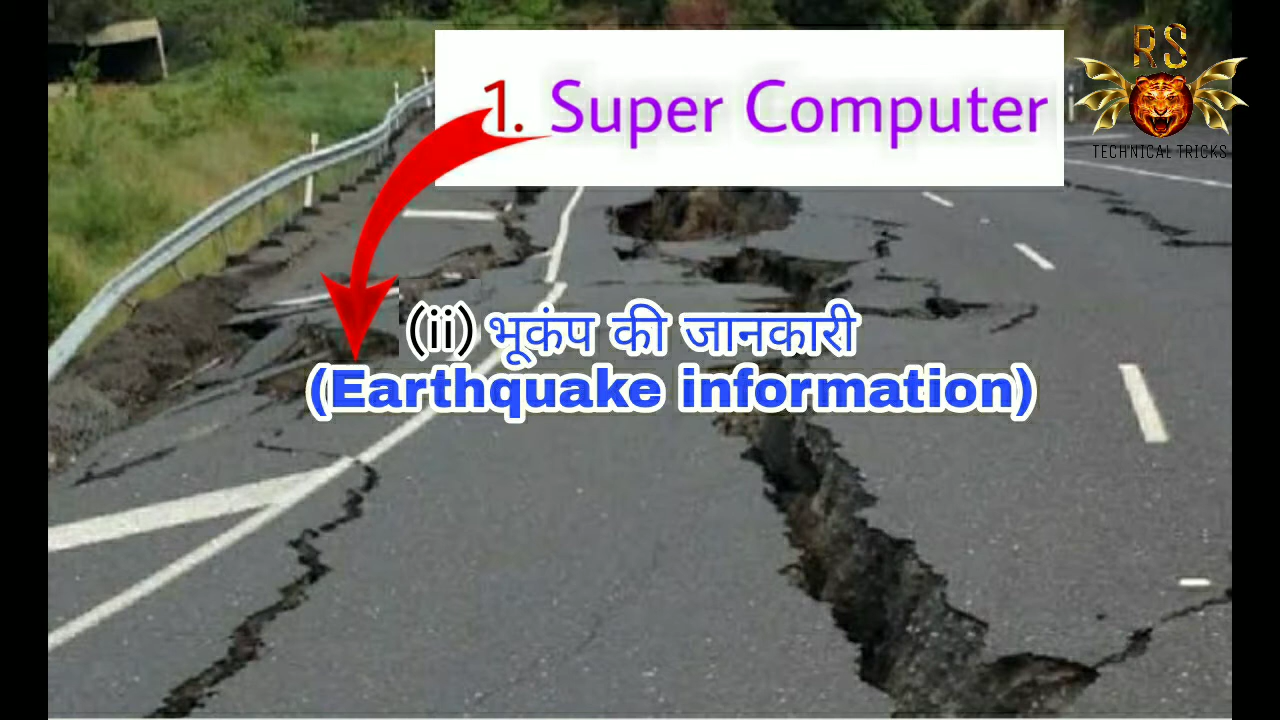 RS
TECHNICAL TRICKS
1. Super Computer
(ii) भूकंप की जानकारी
(Earthquake information)